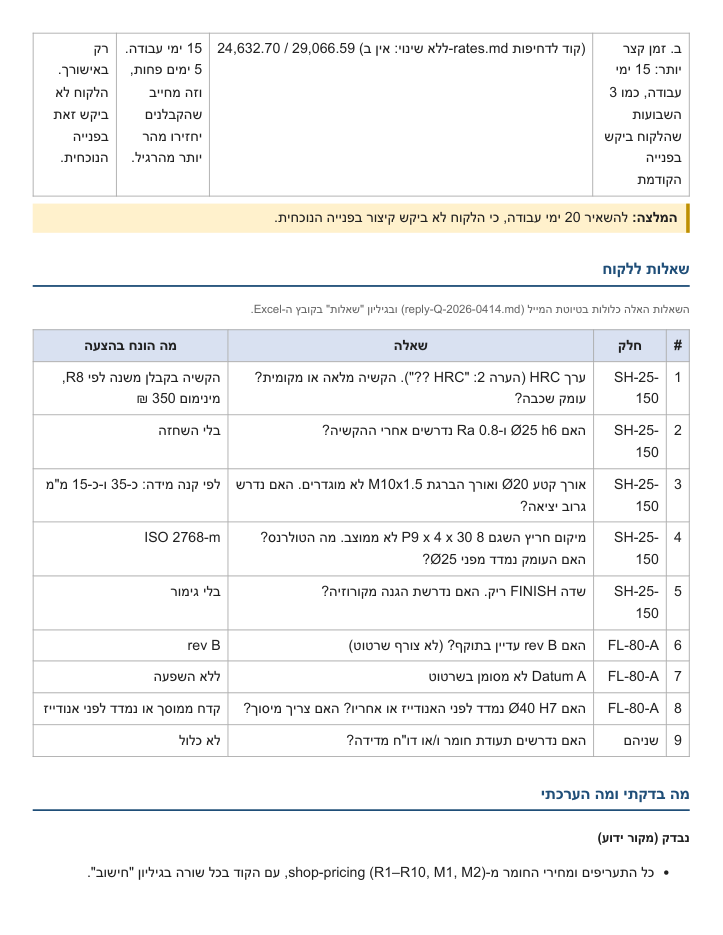 ב. זמן קצר
יותר: 15 ימי
עבודה, כמו 3
השבועות
שהלקוח ביקש
בפנייה
הקודמת
24,632.70 / 29,066.59 (ללא שינוי: אין ב-rates.md קוד לדחיפות)
15 ימי עבודה.
5 ימים פחות,
וזה מחייב
שהקבלנים
יחזירו מהר
יותר מהרגיל.
רק
באישורך.
הלקוח לא
ביקש זאת
בפנייה
הנוכחית.
המלצה: להשאיר 20 ימי עבודה, כי הלקוח לא ביקש קיצור בפנייה הנוכחית.
שאלות ללקוח
השאלות האלה כלולות בטיוטת המייל (reply-Q-2026-0414.md) ובגיליון "שאלות" בקובץ ה-Excel.
# חלק שאלה מה הונח בהצעה
1 SH-25-
150
ערך HRC (הערה 2: "HRC ??"). הקשיה מלאה או מקומית?
עומק שכבה?
הקשיה בקבלן משנה לפי R8,
מינימום 350 ₪
2 SH-25-
150
האם Ø25 h6 ו-Ra 0.8 נדרשים אחרי ההקשיה?
בלי השחזה
3 SH-25-
150
אורך קטע Ø20 ואורך הברגת M10x1.5 לא מוגדרים. האם נדרש
גרוב יציאה?
לפי קנה מידה: כ-35 ו-כ-15 מ"מ
4 SH-25-
150
מיקום חריץ השגם 8 P9 x 4 x 30 לא ממוצב. מה הטולרנס?
האם העומק נמדד מפני Ø25?
ISO 2768-m
5 SH-25-
150
שדה FINISH ריק. האם נדרשת הגנה מקורוזיה?
בלי גימור
6 FL-80-A האם rev B עדיין בתוקף? (לא צורף שרטוט) rev B
7 FL-80-A Datum A לא מסומן בשרטוט ללא השפעה
8 FL-80-A האם Ø40 H7 נמדד לפני האנודייז או אחריו? האם צריך מיסוך? קדח ממוסך או נמדד לפני אנודייז
9 שניהם האם נדרשים תעודת חומר ו/או דו"ח מדידה? לא כלול
מה בדקתי ומה הערכתי
נבדק (מקור ידוע)
• כל התעריפים ומחירי החומר מ-shop-pricing (R1–R10, M1, M2), עם הקוד בכל שורה בגיליון "חישוב".